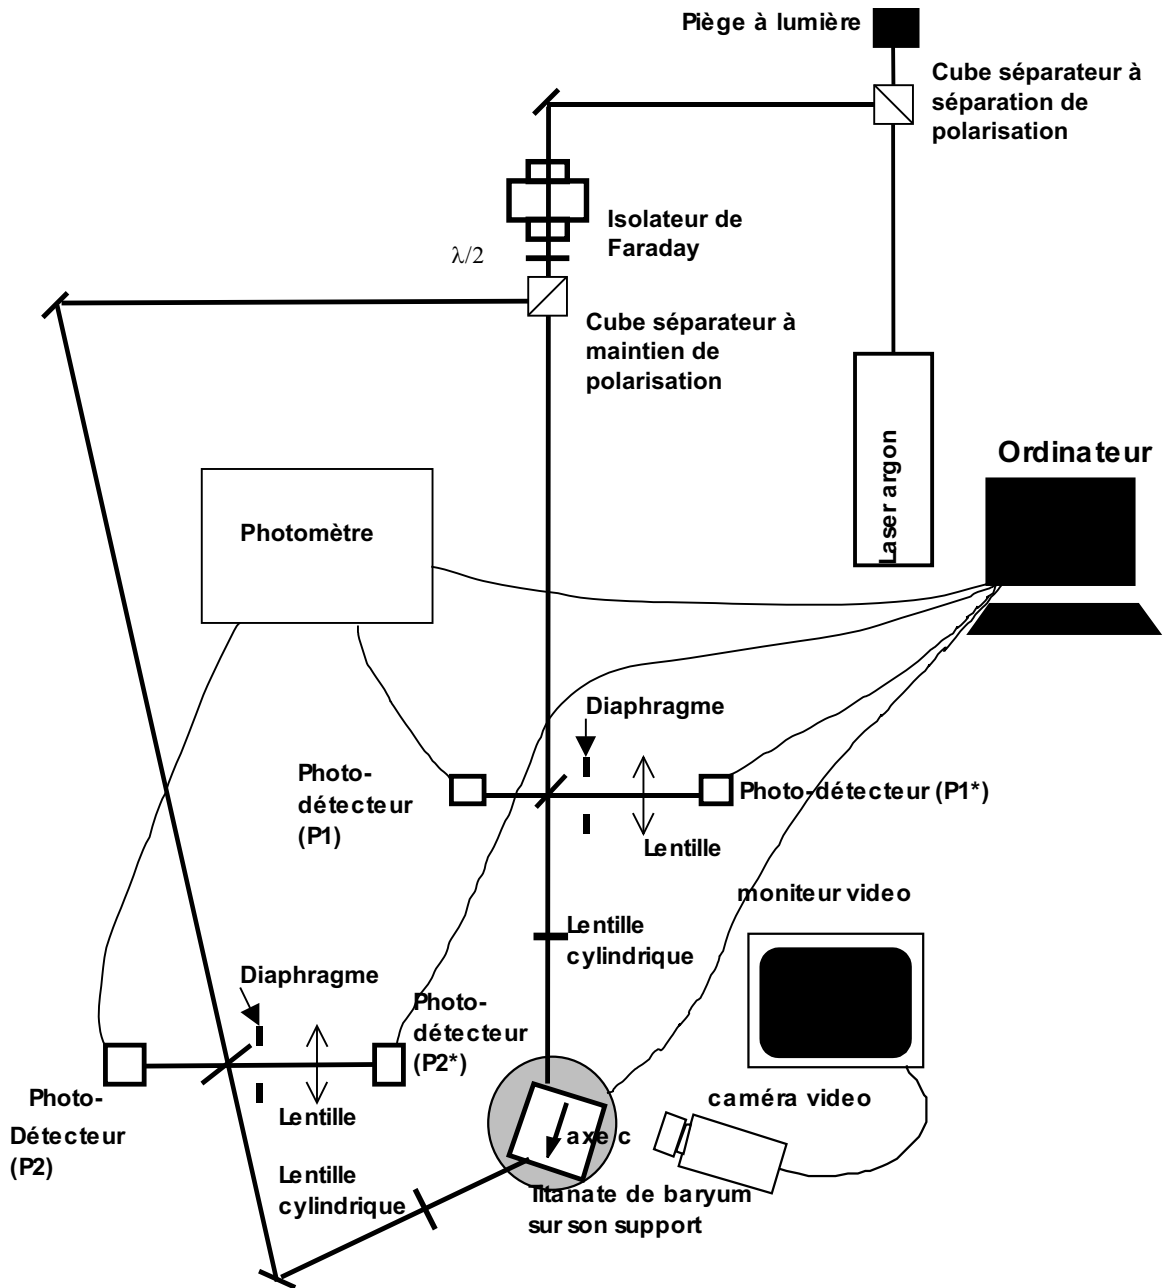 Piège à lumière
Cube séparateur à
séparation de
polarisation
Isolateur de
Faraday
λ/2
Cube séparateur à
maintien de
polarisation
Laser argon
Ordinateur
Photomètre
Diaphragme
Photo-
détecteur
(P1)
Photo-détecteur (P1*)
Lentille
moniteur video
Lentille
cylindrique
Diaphragme
Photo-
détecteur
(P2*)
Photo-
Détecteur
(P2)
Lentille
caméra video
axe c
Lentille
cylindrique
Titanate de baryum
sur son support